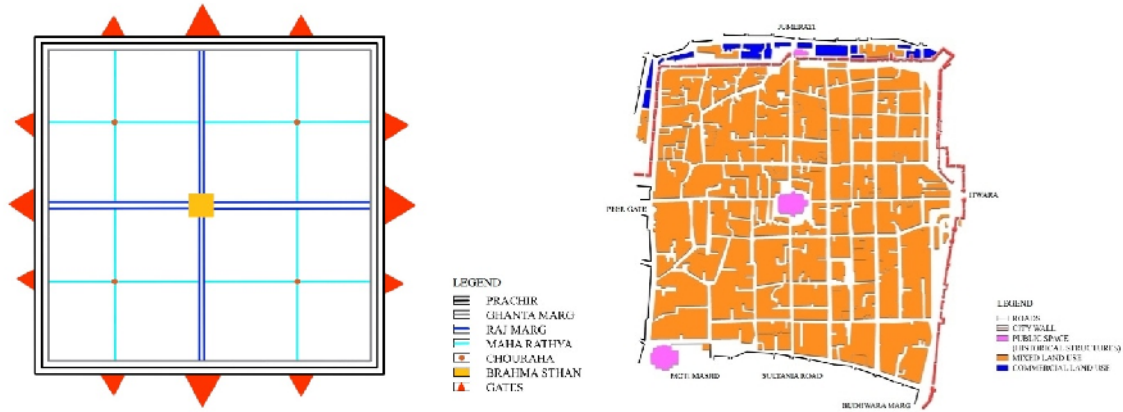 LEGEND
PRACHIR
GHANTA MARG
RAJ MARG
MAHA RATHYA
CHOURAHA
BRAHMA STHAN
GATES
JUMERATI
PEER GATE
ITWARA
MOTI MASJID
SULTANIA ROAD
BUDHWARA MARG
LEGEND
ROADS
CITY WALL
PUBLIC SPACE
(HISTORICAL STRUCTURES)
MIXED LAND USE
COMMERCIAL LAND USE